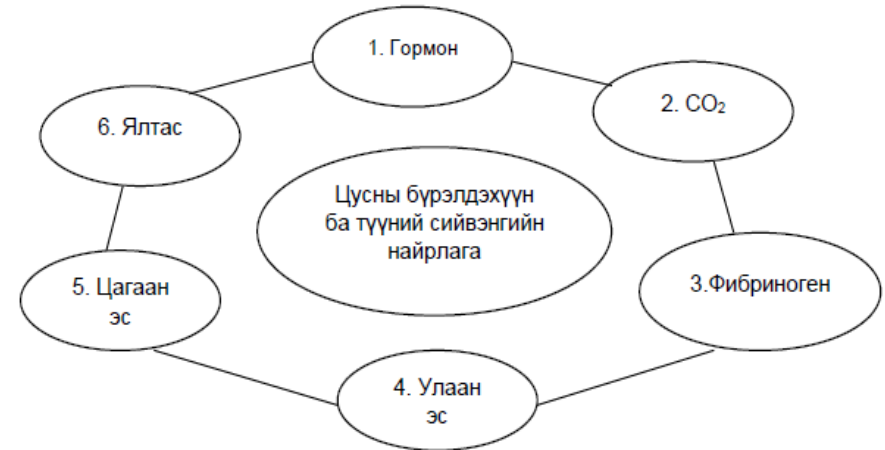 1. Гормон
2. CO₂
3.Фибриноген
4. Улаан
эс
5. Цагаан
эс
6. Ялтас
Цусны бүрэлдэхүүн
ба түүний сийвэнгийн
найрлага